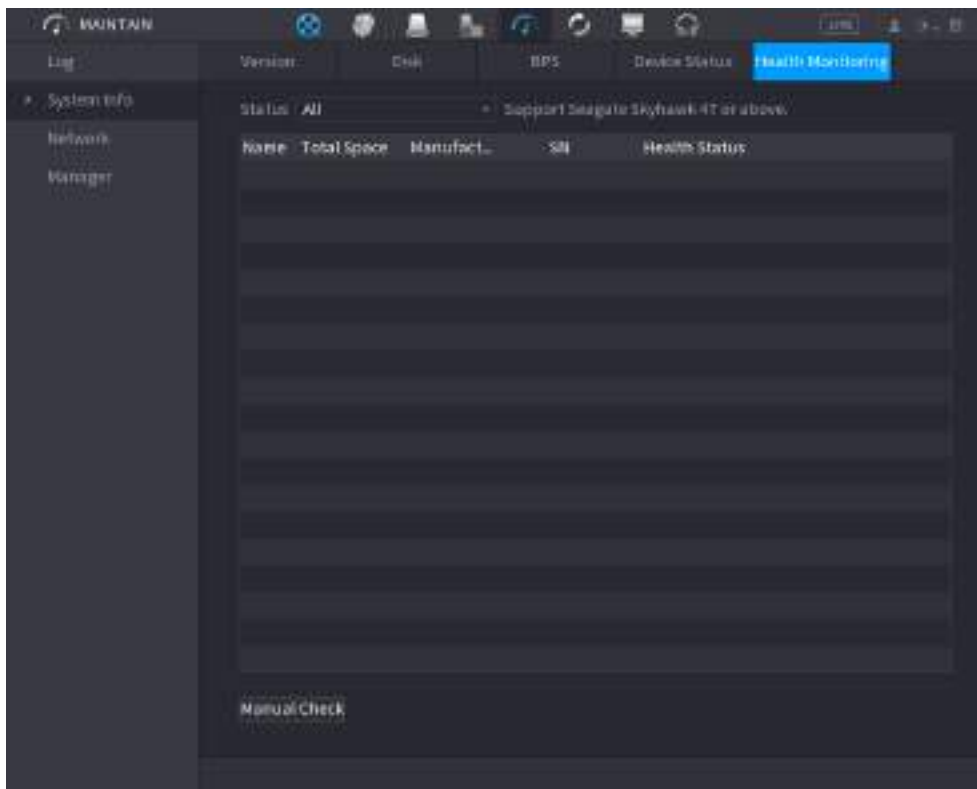 MAINTAIN LIVE
Log
Version Disk BPS Device Status Health Monitoring
System Info
Status All Support Seagate Skyhawk 4T or above.
Network
Name Total Space Manufact... SN Health Status
Manager
Manual Check